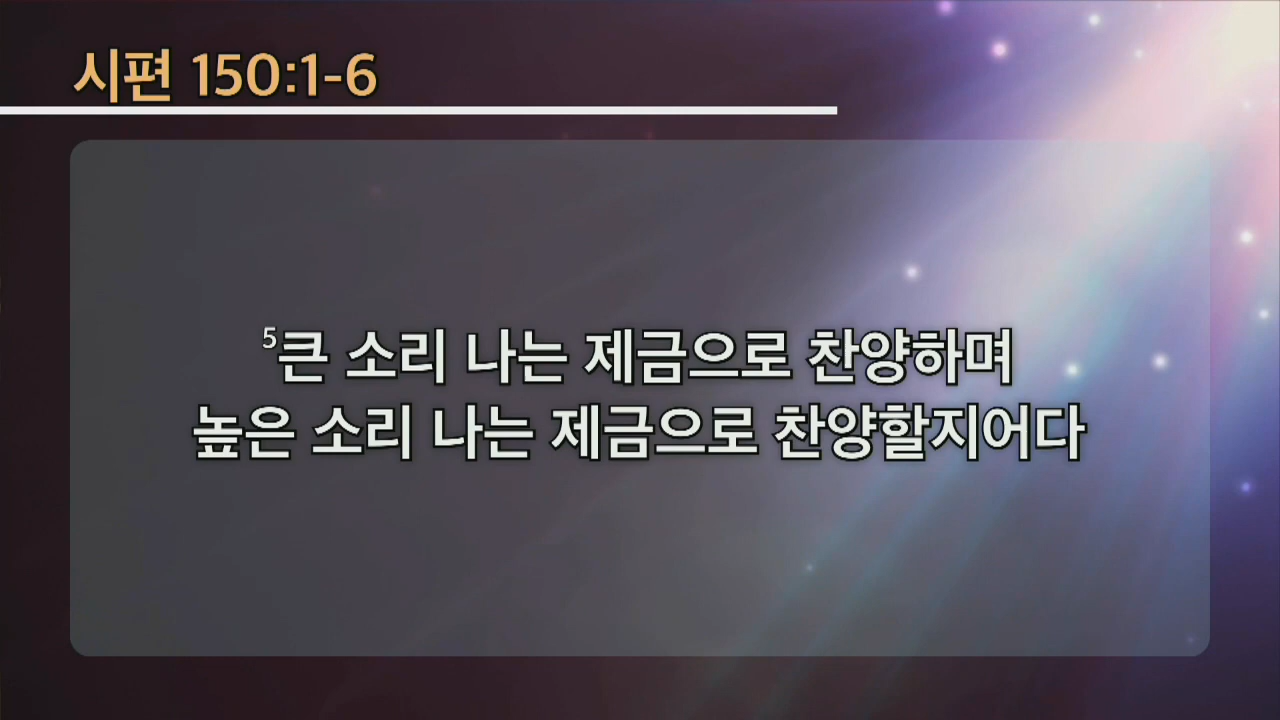 시편 150:1-6
5큰 소리 나는 제금으로 찬양하며
높은 소리 나는 제금으로 찬양할지어다